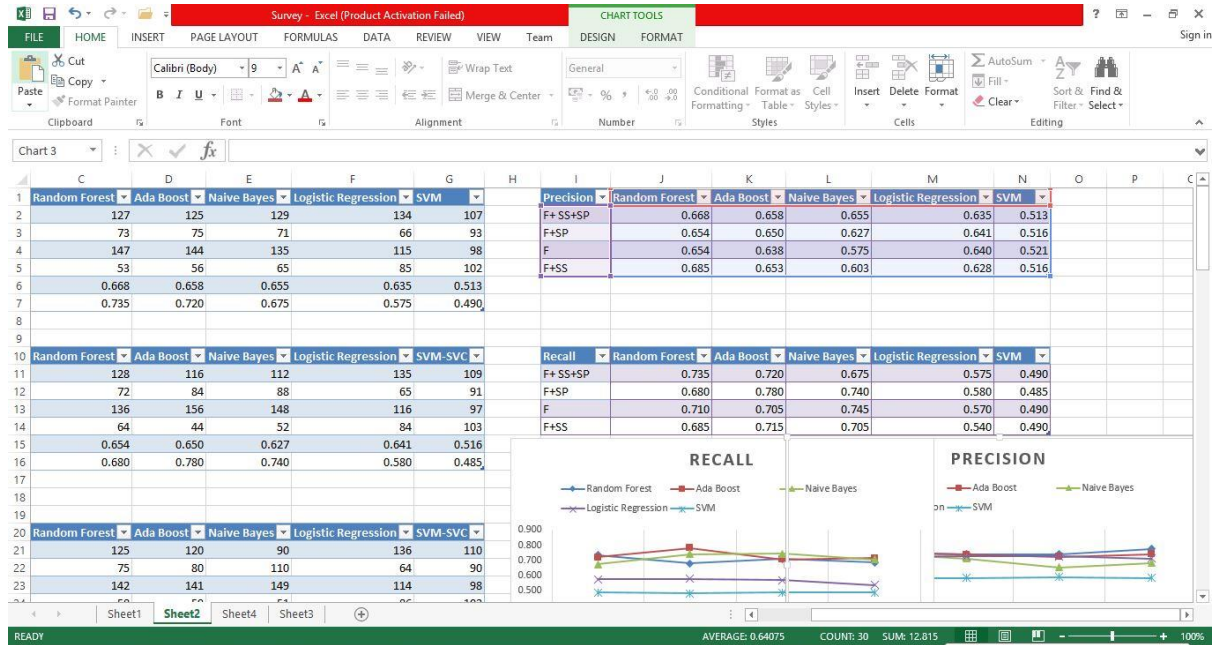 Survey - Excel (Product Activation Failed)
CHART TOOLS
FILE HOME INSERT PAGE LAYOUT FORMULAS DATA REVIEW VIEW Team DESIGN FORMAT Sign in
Cut
Copy
Format Painter
Paste
Calibri (Body) 9
B I U
Wrap Text
Merge & Center
General
Conditional Formatting
Format as Table
Cell Styles
Insert Delete Format
AutoSum
Fill
Clear
Sort & Filter
Find & Select
Clipboard Font Alignment Number Styles Cells Editing
Chart 3 fx
C D E F G H I J K L M N O P
1 Random Forest Ada Boost Naive Bayes Logistic Regression SVM Precision Random Forest Ada Boost Naive Bayes Logistic Regression SVM
2 127 125 129 134 107 F+ SS+SP 0.668 0.658 0.655 0.635 0.513
3 73 75 71 66 93 F+SP 0.654 0.650 0.627 0.641 0.516
4 147 144 135 115 98 F 0.654 0.638 0.575 0.640 0.521
5 53 56 65 85 102 F+SS 0.685 0.653 0.603 0.628 0.516
6 0.668 0.658 0.655 0.635 0.513
7 0.735 0.720 0.675 0.575 0.490
8
9
10 Random Forest Ada Boost Naive Bayes Logistic Regression SVM-SVC Recall Random Forest Ada Boost Naive Bayes Logistic Regression SVM
11 128 116 112 135 109 F+ SS+SP 0.735 0.720 0.675 0.575 0.490
12 72 84 88 65 91 F+SP 0.680 0.780 0.740 0.580 0.485
13 136 156 148 116 97 F 0.710 0.705 0.745 0.570 0.490
14 64 44 52 84 103 F+SS 0.685 0.715 0.705 0.540 0.490
15 0.654 0.650 0.627 0.641 0.516
16 0.680 0.780 0.740 0.580 0.485
17
18
19
20 Random Forest Ada Boost Naive Bayes Logistic Regression SVM-SVC
21 125 120 90 136 110
22 75 80 110 64 90
23 142 141 149 114 98
RECALL
Random Forest Ada Boost Naive Bayes
Logistic Regression SVM
0.900
0.800
0.700
0.600
0.500
PRECISION
Ada Boost Naive Bayes
on SVM
Sheet1 Sheet2 Sheet4 Sheet3
READY AVERAGE: 0.64075 COUNT: 30 SUM: 12.815 100%